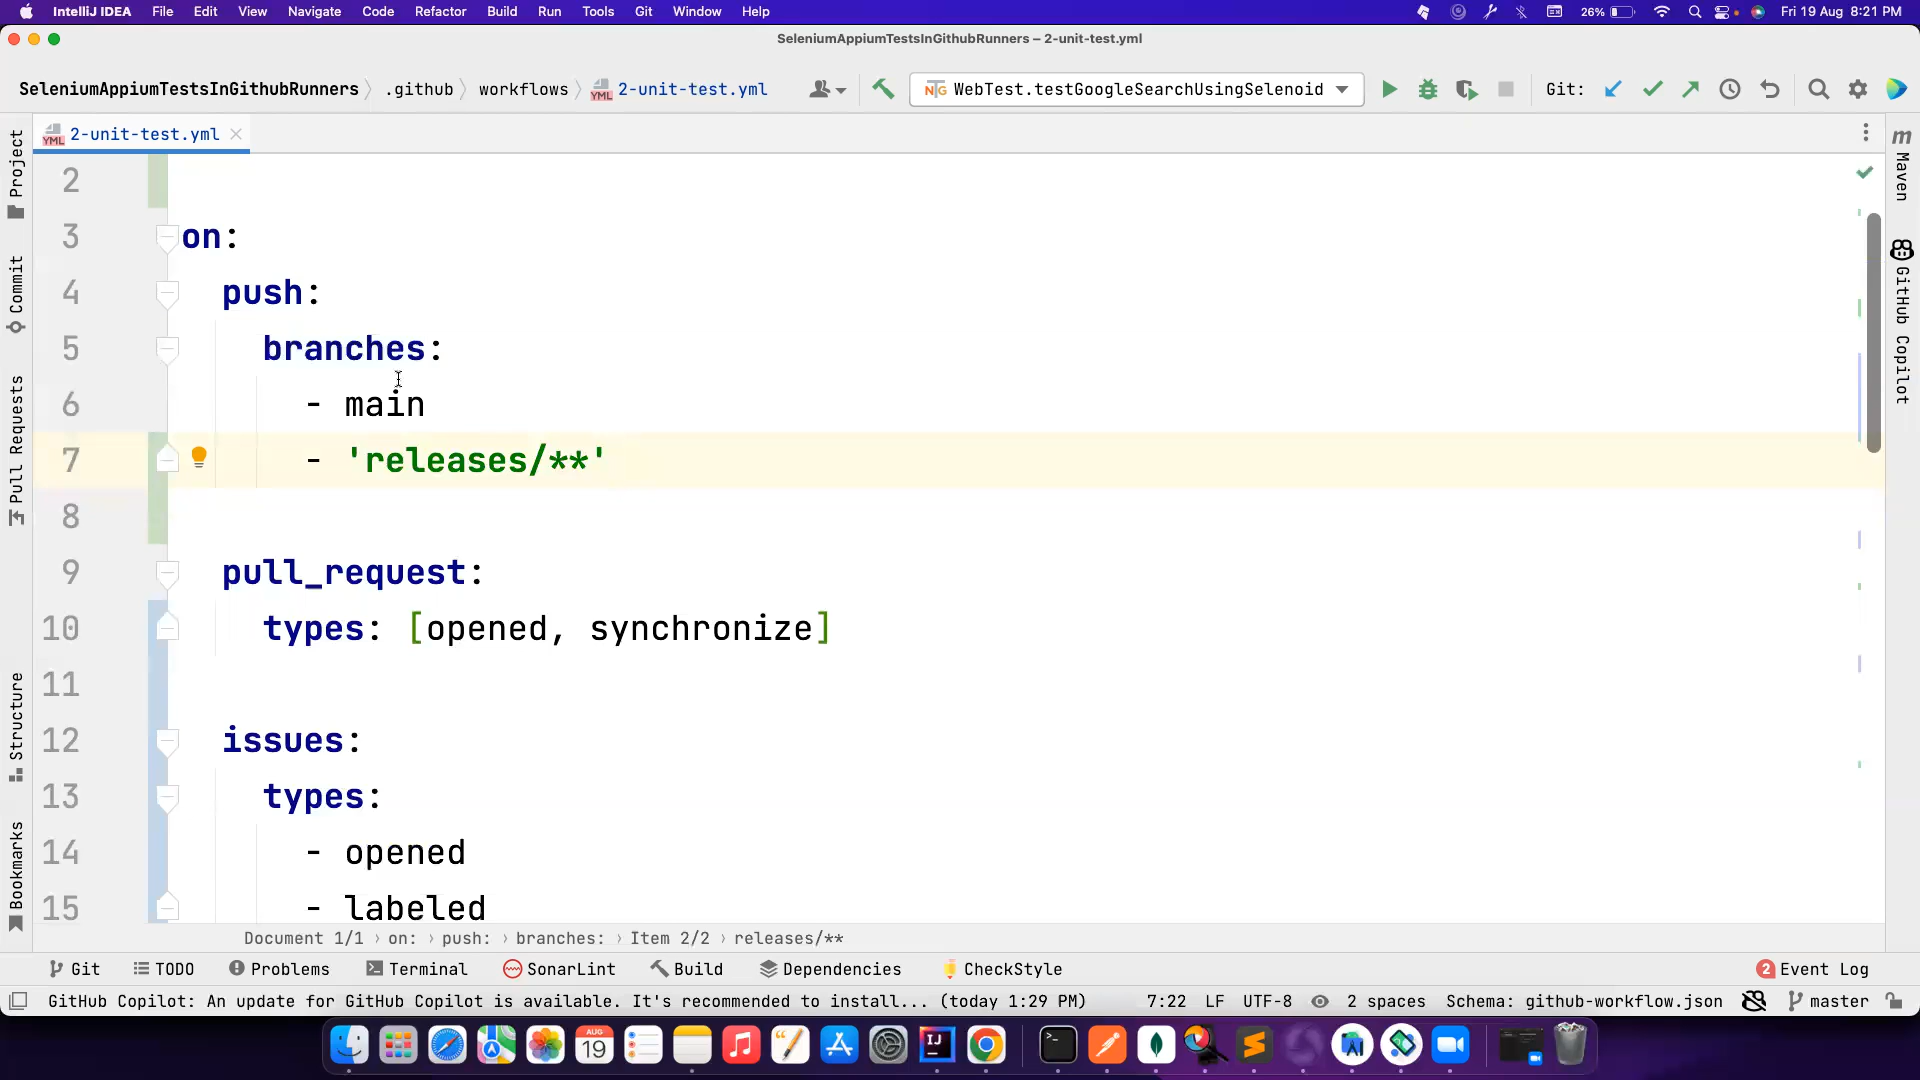 IntelliJ IDEA File Edit View Navigate Code Refactor Build Run Tools Git Window Help 26% Fri 19 Aug 8:21 PM
SeleniumAppiumTestsInGithubRunners – 2-unit-test.yml
SeleniumAppiumTestsInGithubRunners .github workflows YML 2-unit-test.yml NG WebTest.testGoogleSearchUsingSelenoid Git:
YML 2-unit-test.yml
Project
Commit
Pull Requests
Structure
Bookmarks
m Maven
GitHub Copilot
2
3 on:
4 push:
5 branches:
6 - main
7 - 'releases/**'
8
9 pull_request:
10 types: [opened, synchronize]
11
12 issues:
13 types:
14 - opened
15 - labeled
Document 1/1 › on: › push: › branches: › Item 2/2 › releases/**
Git TODO Problems Terminal SonarLint Build Dependencies CheckStyle 2 Event Log
GitHub Copilot: An update for GitHub Copilot is available. It's recommended to install... (today 1:29 PM) 7:22 LF UTF-8 2 spaces Schema: github-workflow.json master
AUG
19
IJ